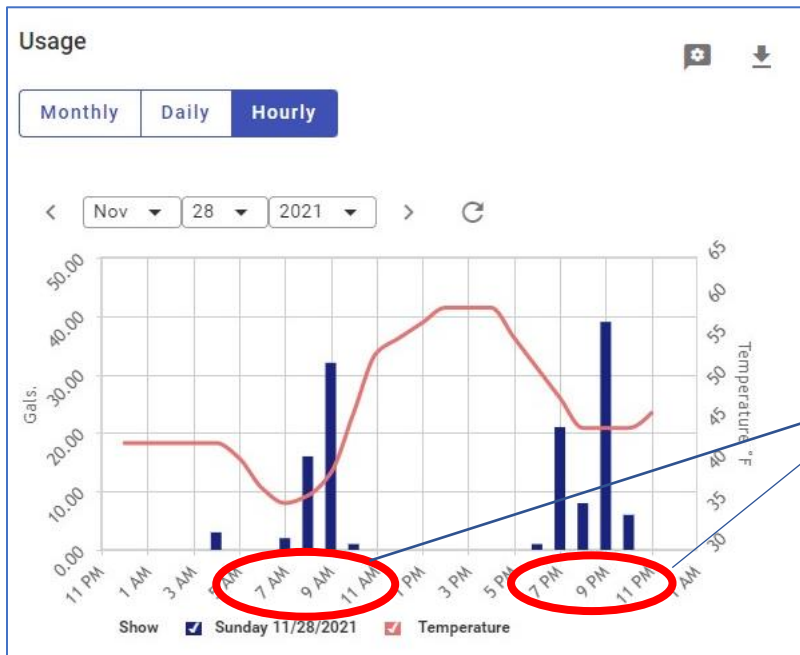 Usage
Monthly Daily Hourly
Nov 28 2021
50.00
40.00
30.00
20.00
10.00
0.00
Gals.
65
60
55
50
45
40
35
30
Temperature °F
11 PM 1 AM 3 AM 5 AM 7 AM 9 AM 11 AM 1 PM 3 PM 5 PM 7 PM 9 PM 11 PM 1 AM
Show Sunday 11/28/2021 Temperature